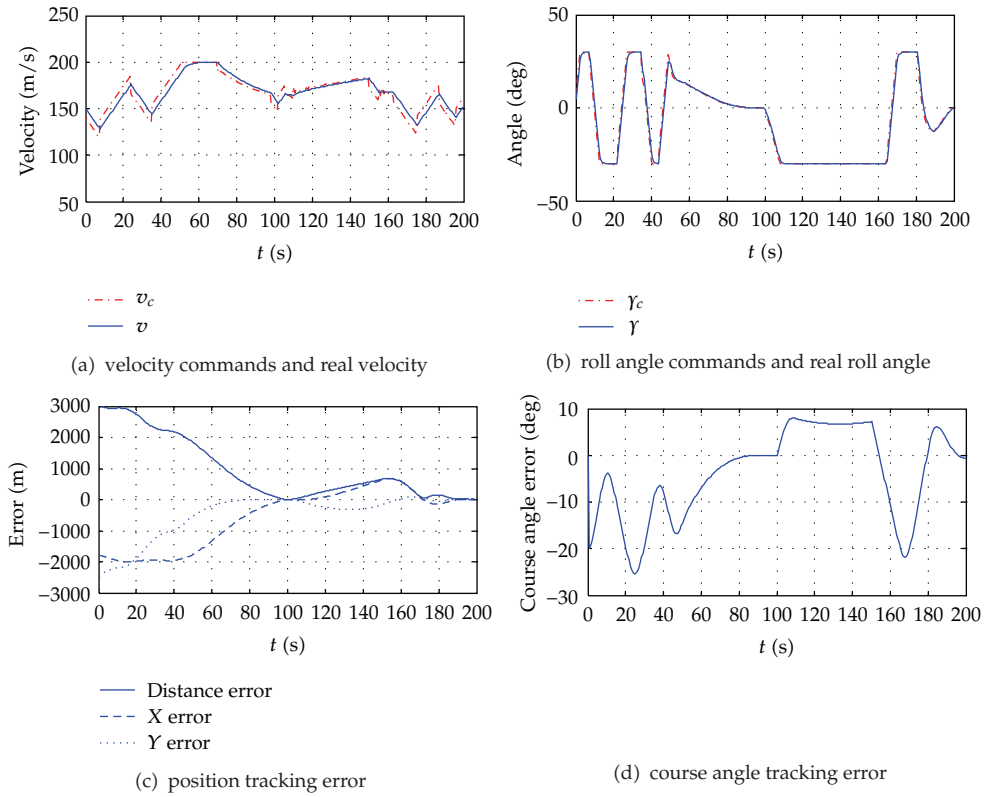 250
200
150
100
50
Velocity (m/s)
0 20 40 60 80 100 120 140 160 180 200
t (s)
v_c
v
(a) velocity commands and real velocity
50
0
−50
Angle (deg)
0 20 40 60 80 100 120 140 160 180 200
t (s)
γ_c
γ
(b) roll angle commands and real roll angle
3000
2000
1000
0
−1000
−2000
−3000
Error (m)
0 20 40 60 80 100 120 140 160 180 200
t (s)
Distance error
X error
Y error
(c) position tracking error
10
0
−10
−20
−30
Course angle error (deg)
0 20 40 60 80 100 120 140 160 180 200
t (s)
(d) course angle tracking error